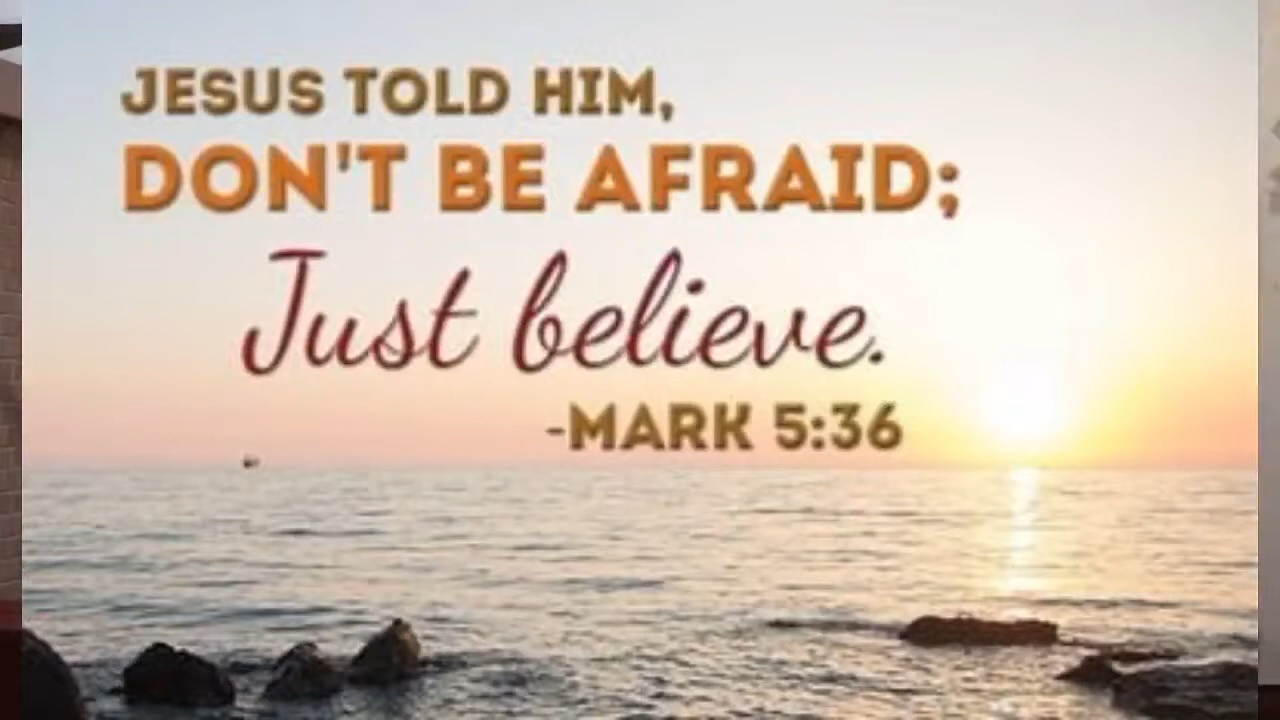 JESUS TOLD HIM,
DON'T BE AFRAID;
Just believe.
-MARK 5:36